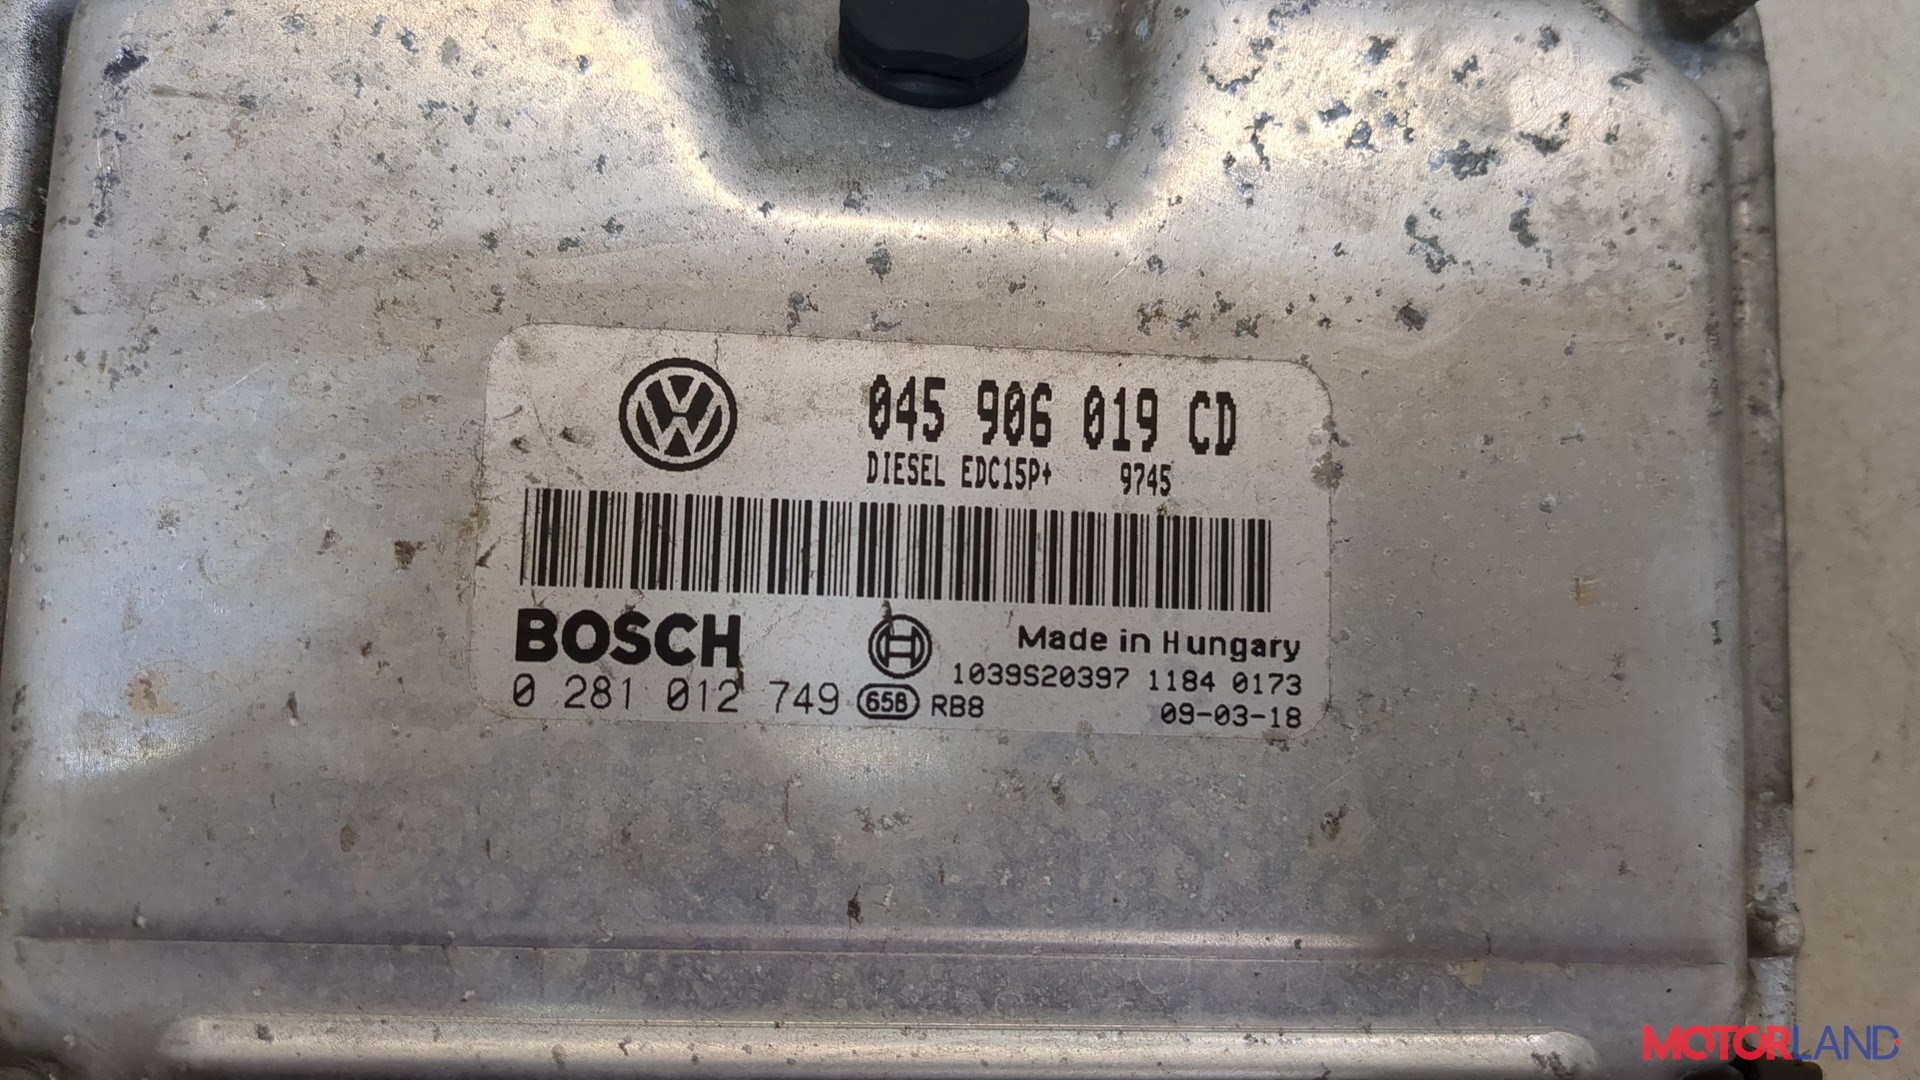 045 906 019 CD
DIESEL EDC15P+ 9745
BOSCH
Made in Hungary
1039S20397 1184 0173
0 281 012 749 658 RB8 09-03-18
MOTORLAND